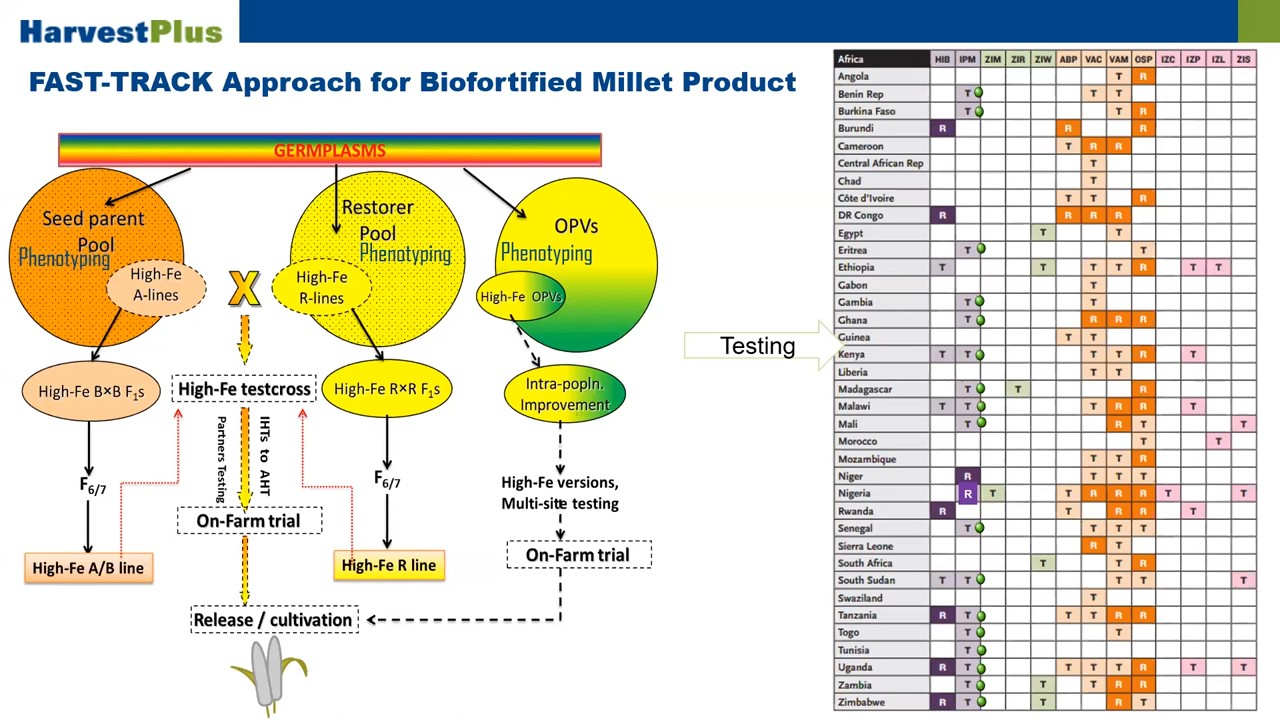 HarvestPlus
FAST-TRACK Approach for Biofortified Millet Product
GERMPLASMS
Seed parent
Pool
Phenotyping
High-Fe
A-lines
X
Restorer
Pool
Phenotyping
High-Fe
R-lines
OPVs
Phenotyping
High-Fe OPVs
High-Fe B×B F1s
High-Fe testcross
High-Fe R×R F1s
Intra-popln.
Improvement
IHTs to AHT
Partners Testing
F6/7
F6/7
High-Fe versions,
Multi-site testing
On-Farm trial
On-Farm trial
High-Fe A/B line
High-Fe R line
Release / cultivation
Testing
Africa HIB IPM ZIM ZIR ZIW ABP VAC VAM OSP IZC IZP IZL ZIS
Angola T R
Benin Rep T T T
Burkina Faso T T R
Burundi R R R
Cameroon T R R
Central African Rep T
Chad T
Côte d'Ivoire T T R
DR Congo R R R R
Egypt T T
Eritrea T T
Ethiopia T T T T R T T
Gabon T
Gambia T T
Ghana T R R R
Guinea T T
Kenya T T T T R T
Liberia T T
Madagascar T T R
Malawi T T T R R T
Mali T R T T
Morocco T T
Mozambique T T R
Niger R T T T
Nigeria R T T R R R T T
Rwanda R T R R T
Senegal T T T T
Sierra Leone R T
South Africa T T R
South Sudan T T T T T
Swaziland T
Tanzania R T T T R R
Togo T T
Tunisia T
Uganda R T T T T R T T
Zambia T T T R R
Zimbabwe R T T R T